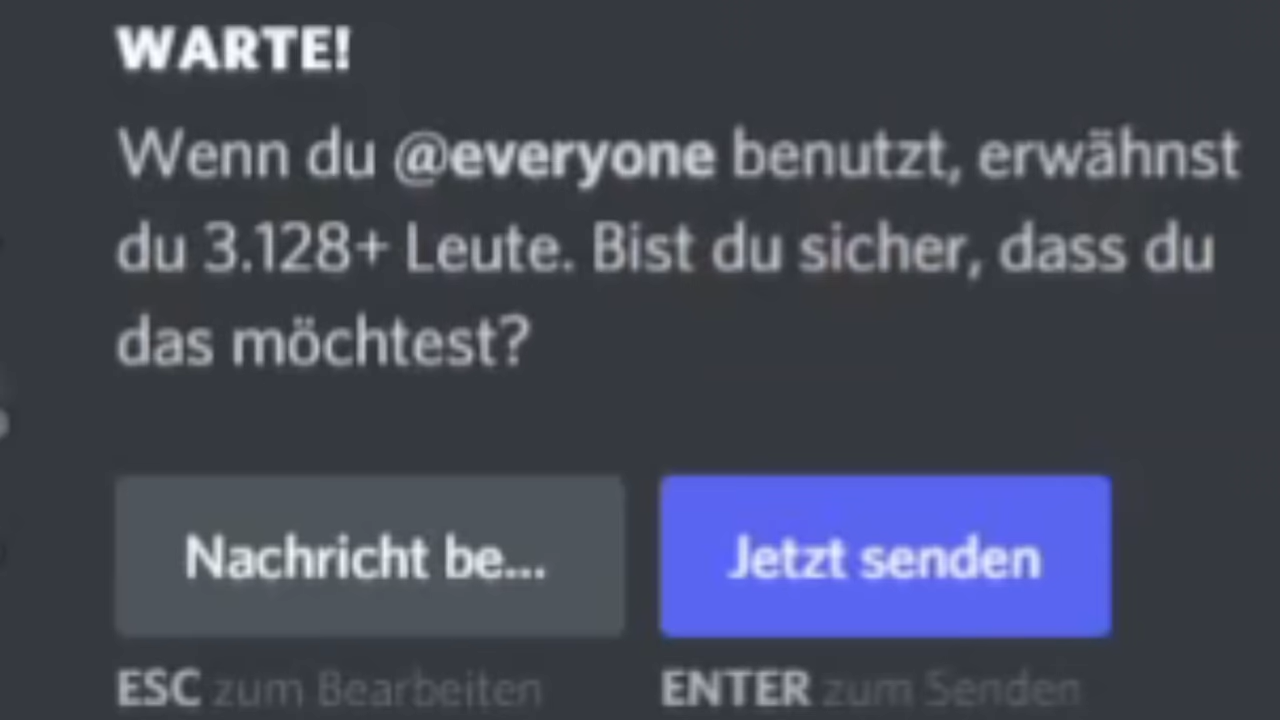 WARTE!
Wenn du @everyone benutzt, erwähnst
du 3.128+ Leute. Bist du sicher, dass du
das möchtest?
Nachricht be... Jetzt senden
ESC zum Bearbeiten ENTER zum Senden